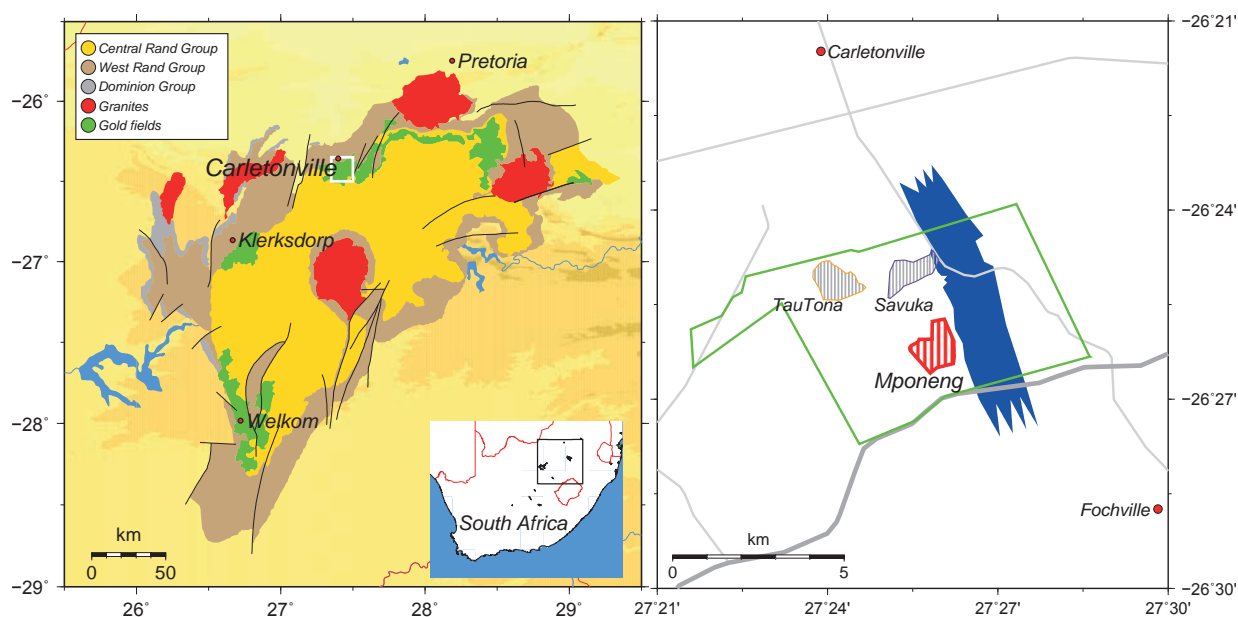 Central Rand Group
West Rand Group
Dominion Group
Granites
Gold fields
Pretoria
Carletonville
Klerksdorp
Welkom
South Africa
km
0 50
−26˚
−27˚
−28˚
−29˚
26˚ 27˚ 28˚ 29˚
Carletonville
TauTona
Savuka
Mponeng
Fochville
km
0 5
−26˚21'
−26˚24'
−26˚27'
−26˚30'
27˚21' 27˚24' 27˚27' 27˚30'